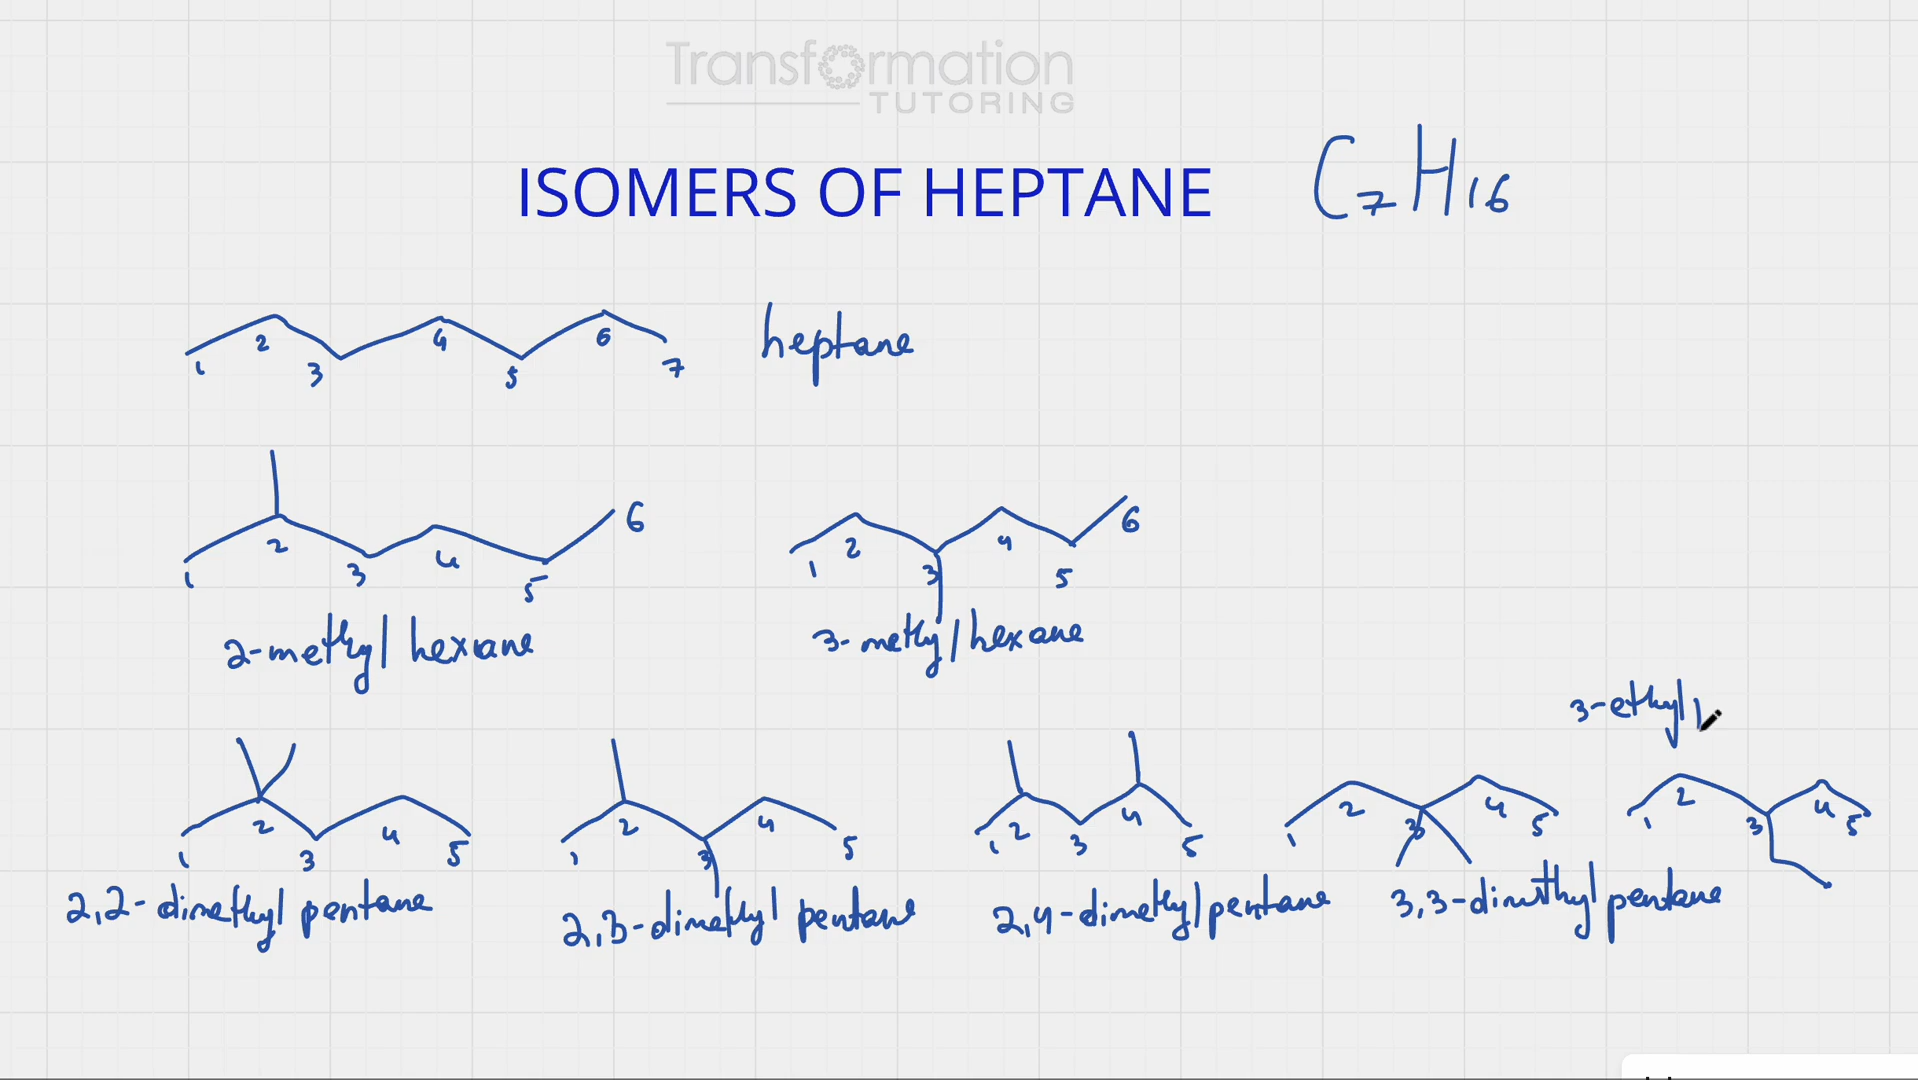 Transformation
TUTORING
ISOMERS OF HEPTANE C7H16
1 2 3 4 5 6 7 heptane
1 2 3 4 5 6
2-methyl hexane
1 2 3 4 5 6
3-methyl hexane
3-ethyl
1 2 3 4 5
2,2-dimethyl pentane
1 2 3 4 5
2,3-dimethyl pentane
1 2 3 4 5
2,4-dimethyl pentane
1 2 3 4 5
3,3-dimethyl pentane
1 2 3 4 5